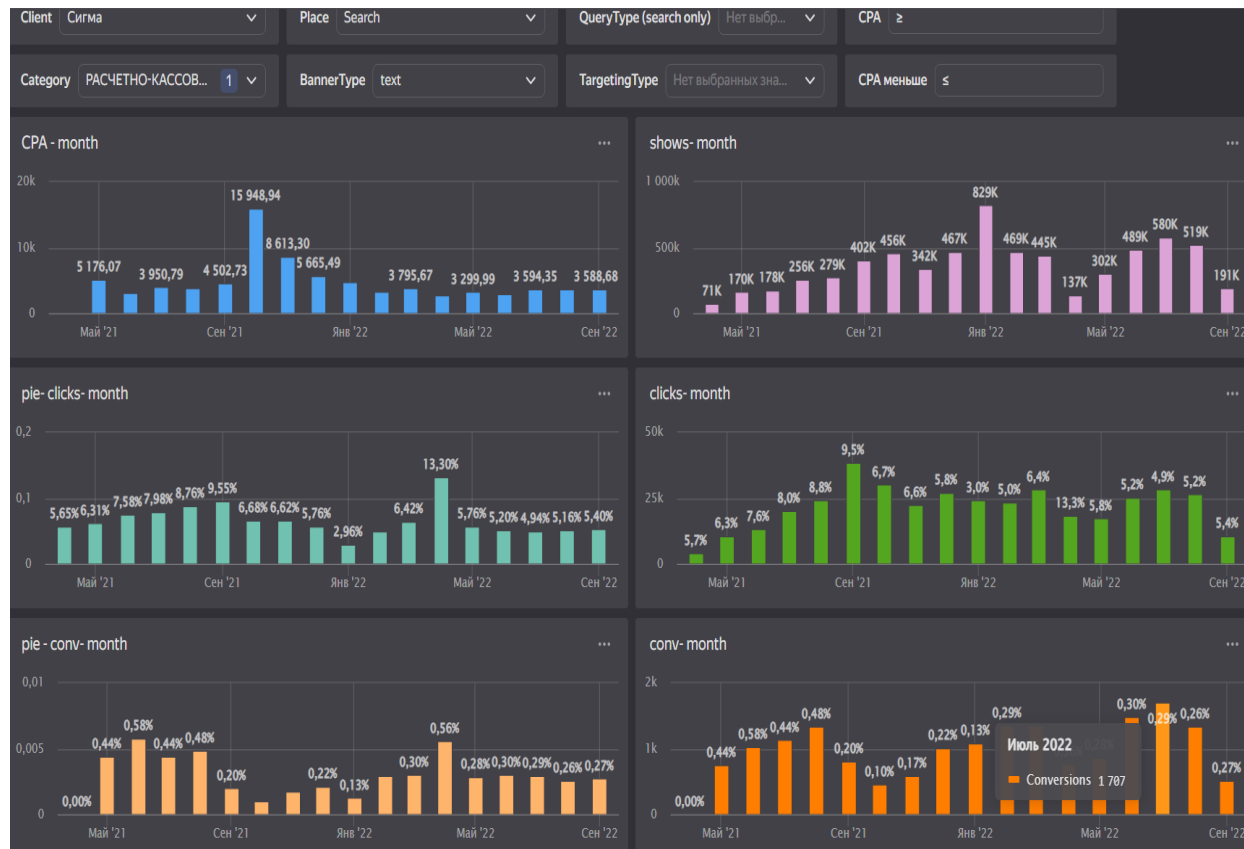 Client Сигма Place Search QueryType (search only) Нет выбр... CPA ≥
Category РАСЧЕТНО-КАССОВ... 1 BannerType text TargetingType Нет выбранных зна... CPA меньше ≤
CPA - month
20k
10k
0
5 176,07
3 950,79
4 502,73
15 948,94
8 613,30
5 665,49
3 795,67
3 299,99
3 594,35
3 588,68
Май '21 Сен '21 Янв '22 Май '22 Сен '22
shows- month
1 000k
500k
0
71K
170K
178K
256K
279K
402K
456K
342K
467K
829K
469K
445K
137K
302K
489K
580K
519K
191K
Май '21 Сен '21 Янв '22 Май '22 Сен '22
pie- clicks- month
0,2
0,1
0
5,65%
6,31%
7,58%
7,98%
8,76%
9,55%
6,68%
6,62%
5,76%
2,96%
6,42%
13,30%
5,76%
5,20%
4,94%
5,16%
5,40%
Май '21 Сен '21 Янв '22 Май '22 Сен '22
clicks- month
50k
25k
0
5,7%
6,3%
7,6%
8,0%
8,8%
9,5%
6,7%
6,6%
5,8%
3,0%
5,0%
6,4%
13,3%
5,8%
5,2%
4,9%
5,2%
5,4%
Май '21 Сен '21 Янв '22 Май '22 Сен '22
pie - conv- month
0,01
0,005
0
0,00%
0,44%
0,58%
0,44%
0,48%
0,20%
0,22%
0,13%
0,30%
0,56%
0,28%
0,30%
0,29%
0,26%
0,27%
Май '21 Сен '21 Янв '22 Май '22 Сен '22
conv- month
2k
1k
0
0,00%
0,44%
0,58%
0,44%
0,48%
0,20%
0,10%
0,17%
0,22%
0,13%
0,29%
0,30%
0,29%
0,26%
0,27%
Июль 2022
Conversions 1 707
Май '21 Сен '21 Янв '22 Май '22 Сен '22